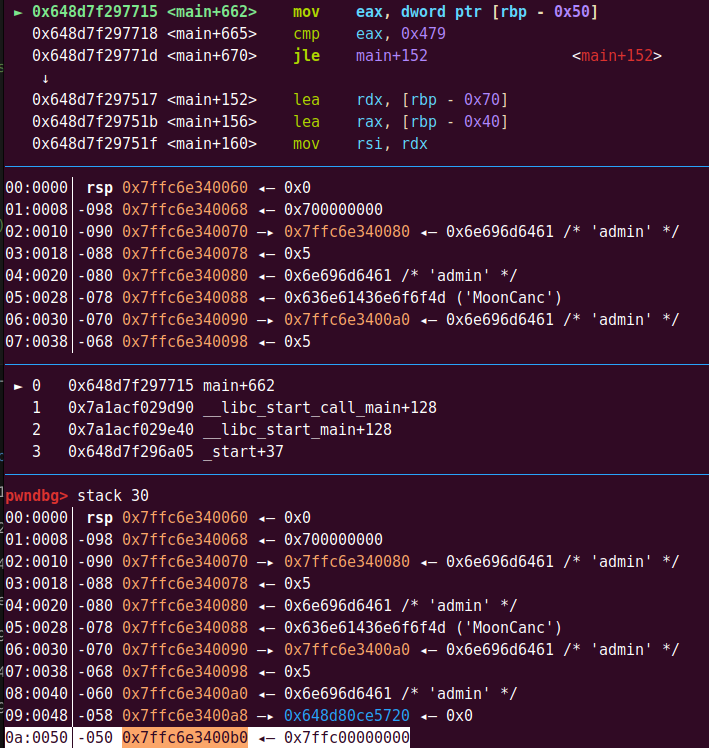 ► 0x648d7f297715 <main+662> mov eax, dword ptr [rbp - 0x50]
0x648d7f297718 <main+665> cmp eax, 0x479
0x648d7f29771d <main+670> jle main+152 <main+152>
↓
0x648d7f297517 <main+152> lea rdx, [rbp - 0x70]
0x648d7f29751b <main+156> lea rax, [rbp - 0x40]
0x648d7f29751f <main+160> mov rsi, rdx
00:0000│ rsp 0x7ffc6e340060 ◂— 0x0
01:0008│-098 0x7ffc6e340068 ◂— 0x700000000
02:0010│-090 0x7ffc6e340070 —▸ 0x7ffc6e340080 ◂— 0x6e696d6461 /* 'admin' */
03:0018│-088 0x7ffc6e340078 ◂— 0x5
04:0020│-080 0x7ffc6e340080 ◂— 0x6e696d6461 /* 'admin' */
05:0028│-078 0x7ffc6e340088 ◂— 0x636e61436e6f6f4d ('MoonCanc')
06:0030│-070 0x7ffc6e340090 —▸ 0x7ffc6e3400a0 ◂— 0x6e696d6461 /* 'admin' */
07:0038│-068 0x7ffc6e340098 ◂— 0x5
► 0 0x648d7f297715 main+662
1 0x7a1acf029d90 __libc_start_call_main+128
2 0x7a1acf029e40 __libc_start_main+128
3 0x648d7f296a05 _start+37
pwndbg> stack 30
00:0000│ rsp 0x7ffc6e340060 ◂— 0x0
01:0008│-098 0x7ffc6e340068 ◂— 0x700000000
02:0010│-090 0x7ffc6e340070 —▸ 0x7ffc6e340080 ◂— 0x6e696d6461 /* 'admin' */
03:0018│-088 0x7ffc6e340078 ◂— 0x5
04:0020│-080 0x7ffc6e340080 ◂— 0x6e696d6461 /* 'admin' */
05:0028│-078 0x7ffc6e340088 ◂— 0x636e61436e6f6f4d ('MoonCanc')
06:0030│-070 0x7ffc6e340090 —▸ 0x7ffc6e3400a0 ◂— 0x6e696d6461 /* 'admin' */
07:0038│-068 0x7ffc6e340098 ◂— 0x5
08:0040│-060 0x7ffc6e3400a0 ◂— 0x6e696d6461 /* 'admin' */
09:0048│-058 0x7ffc6e3400a8 —▸ 0x648d80ce5720 ◂— 0x0
0a:0050│-050 0x7ffc6e3400b0 ◂— 0x7ffc00000000